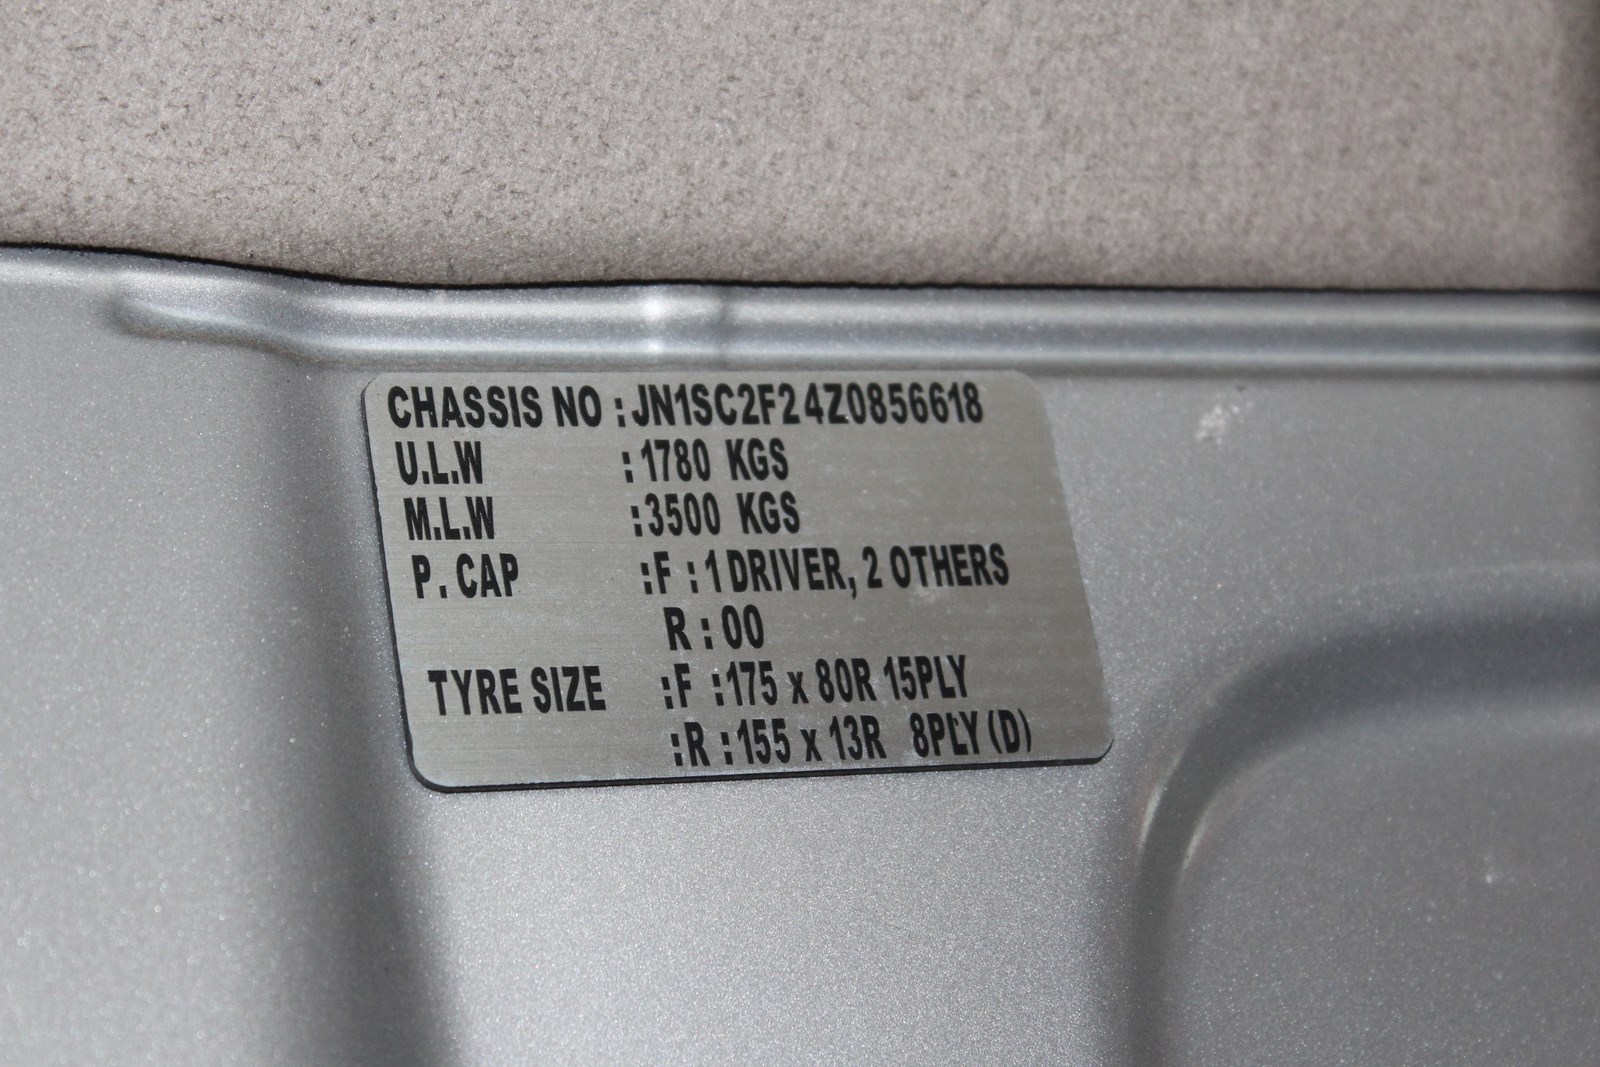 CHASSIS NO : JN1SC2F24Z0856618
U.L.W : 1780 KGS
M.L.W : 3500 KGS
P. CAP : F : 1 DRIVER, 2 OTHERS
R : 00
TYRE SIZE : F : 175 x 80R 15PLY
: R : 155 x 13R 8PLY (D)